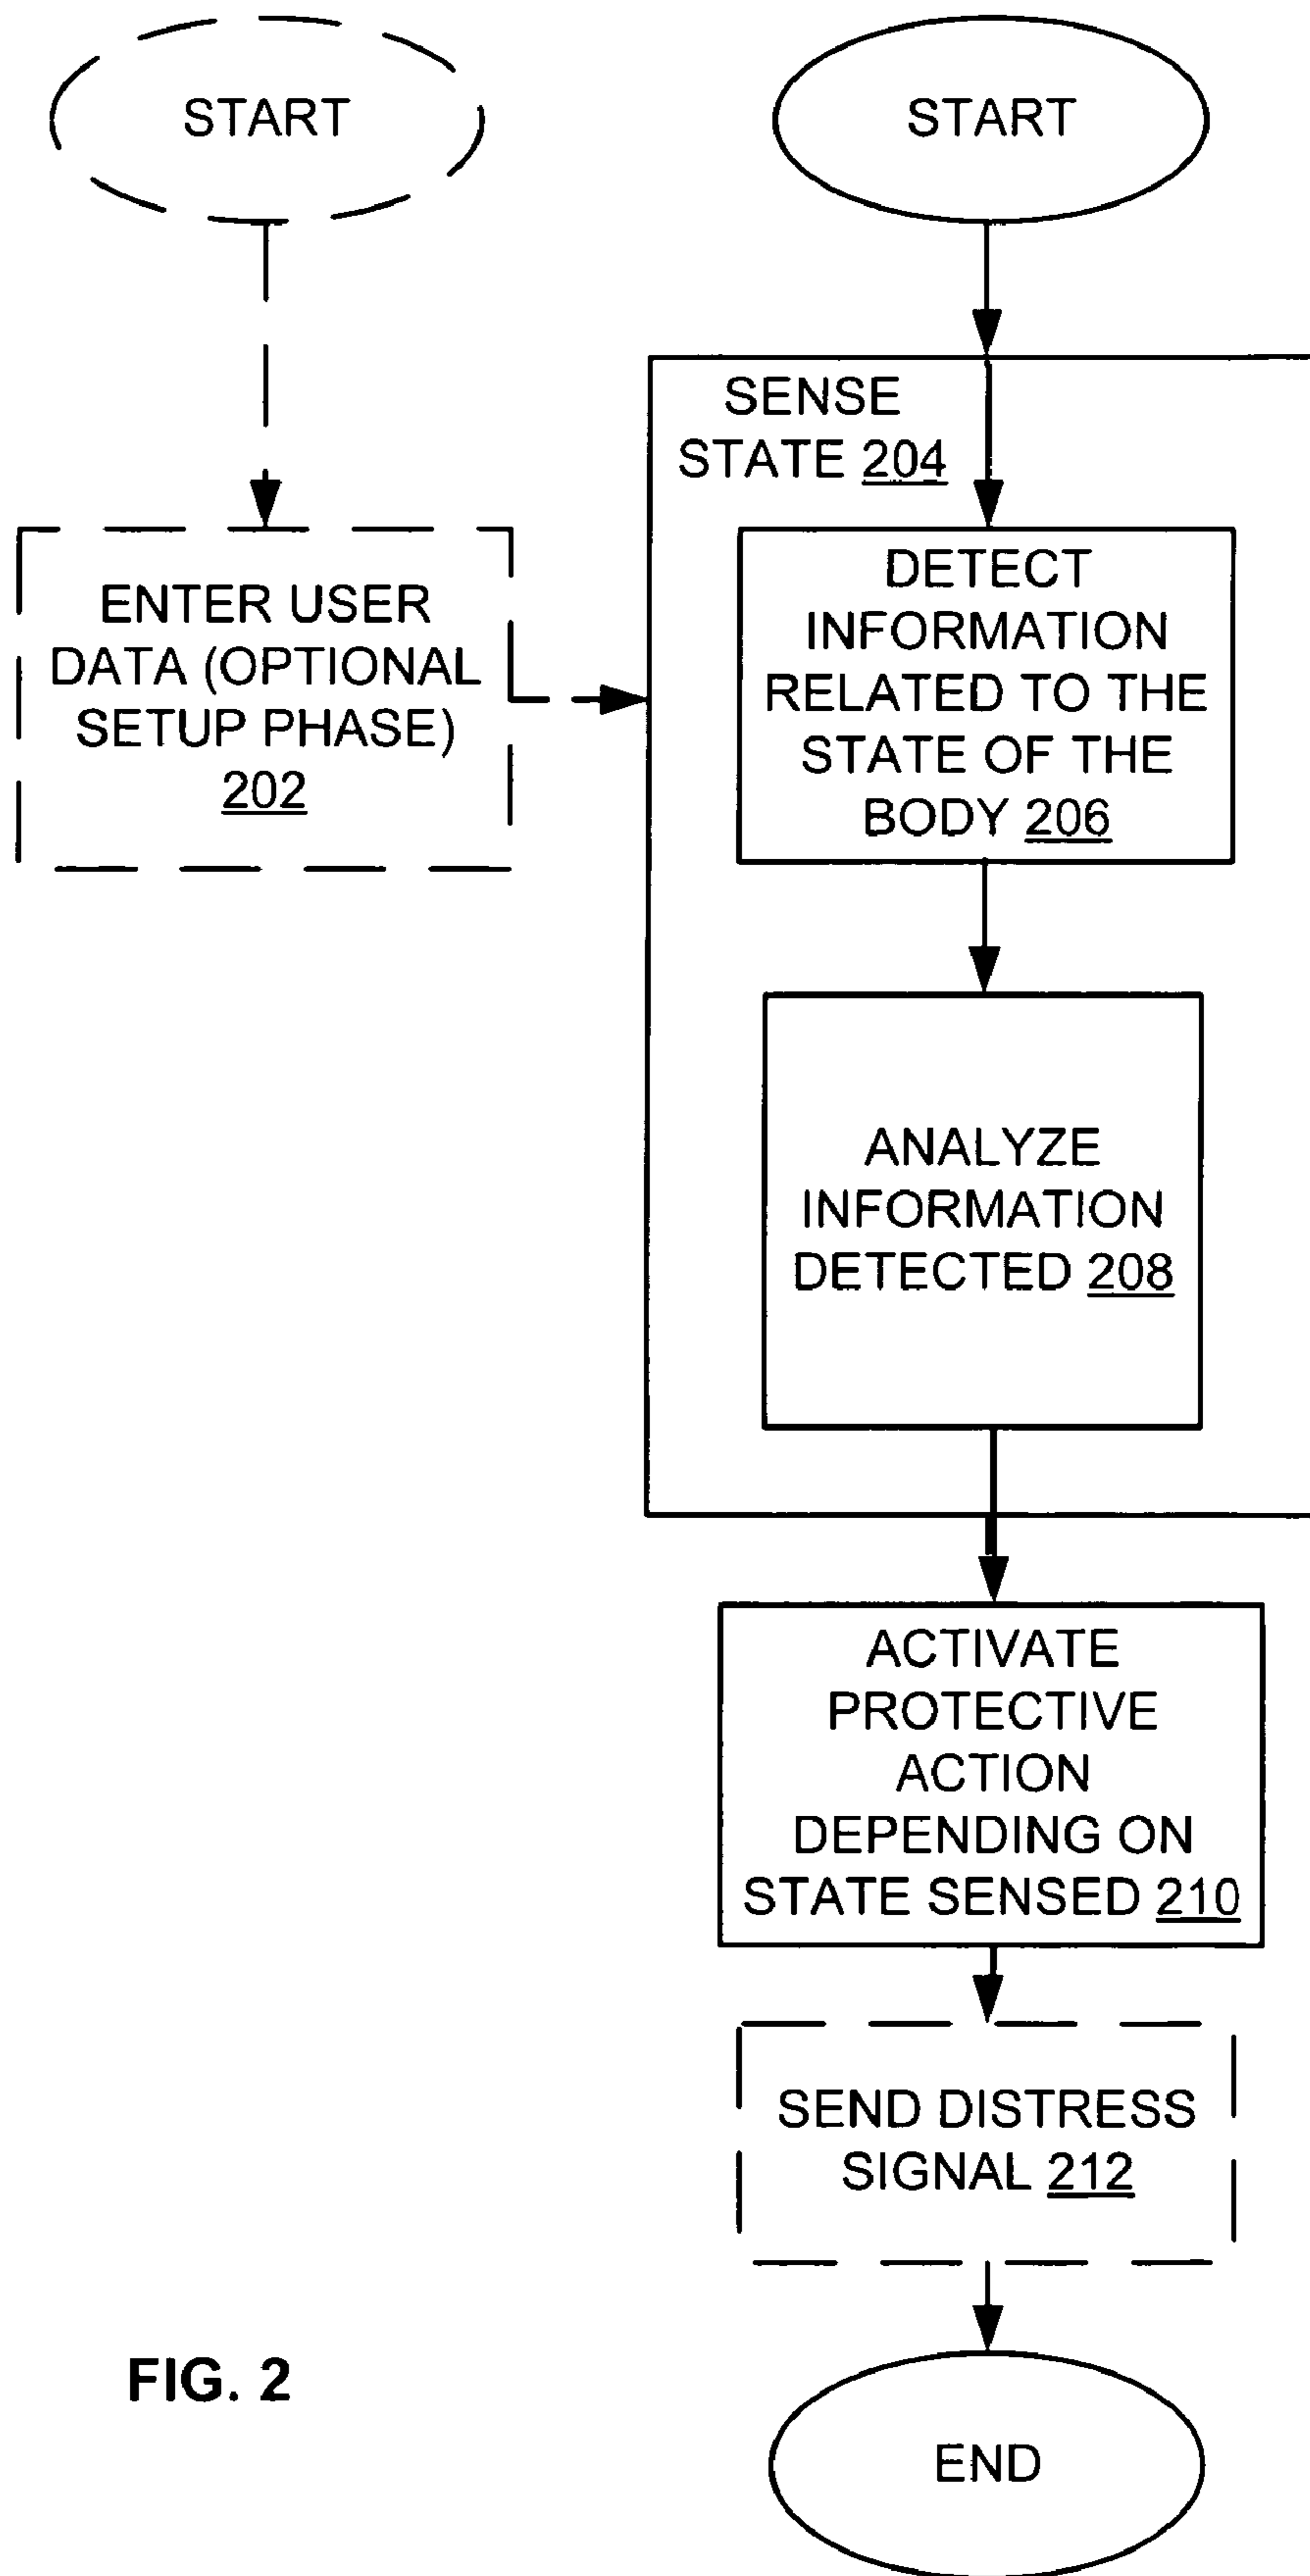 START
START
SENSE
STATE 204
ENTER USER
DATA (OPTIONAL
SETUP PHASE)
202
DETECT
INFORMATION
RELATED TO THE
STATE OF THE
BODY 206
ANALYZE
INFORMATION
DETECTED 208
ACTIVATE
PROTECTIVE
ACTION
DEPENDING ON
STATE SENSED 210
SEND DISTRESS
SIGNAL 212
FIG. 2
END